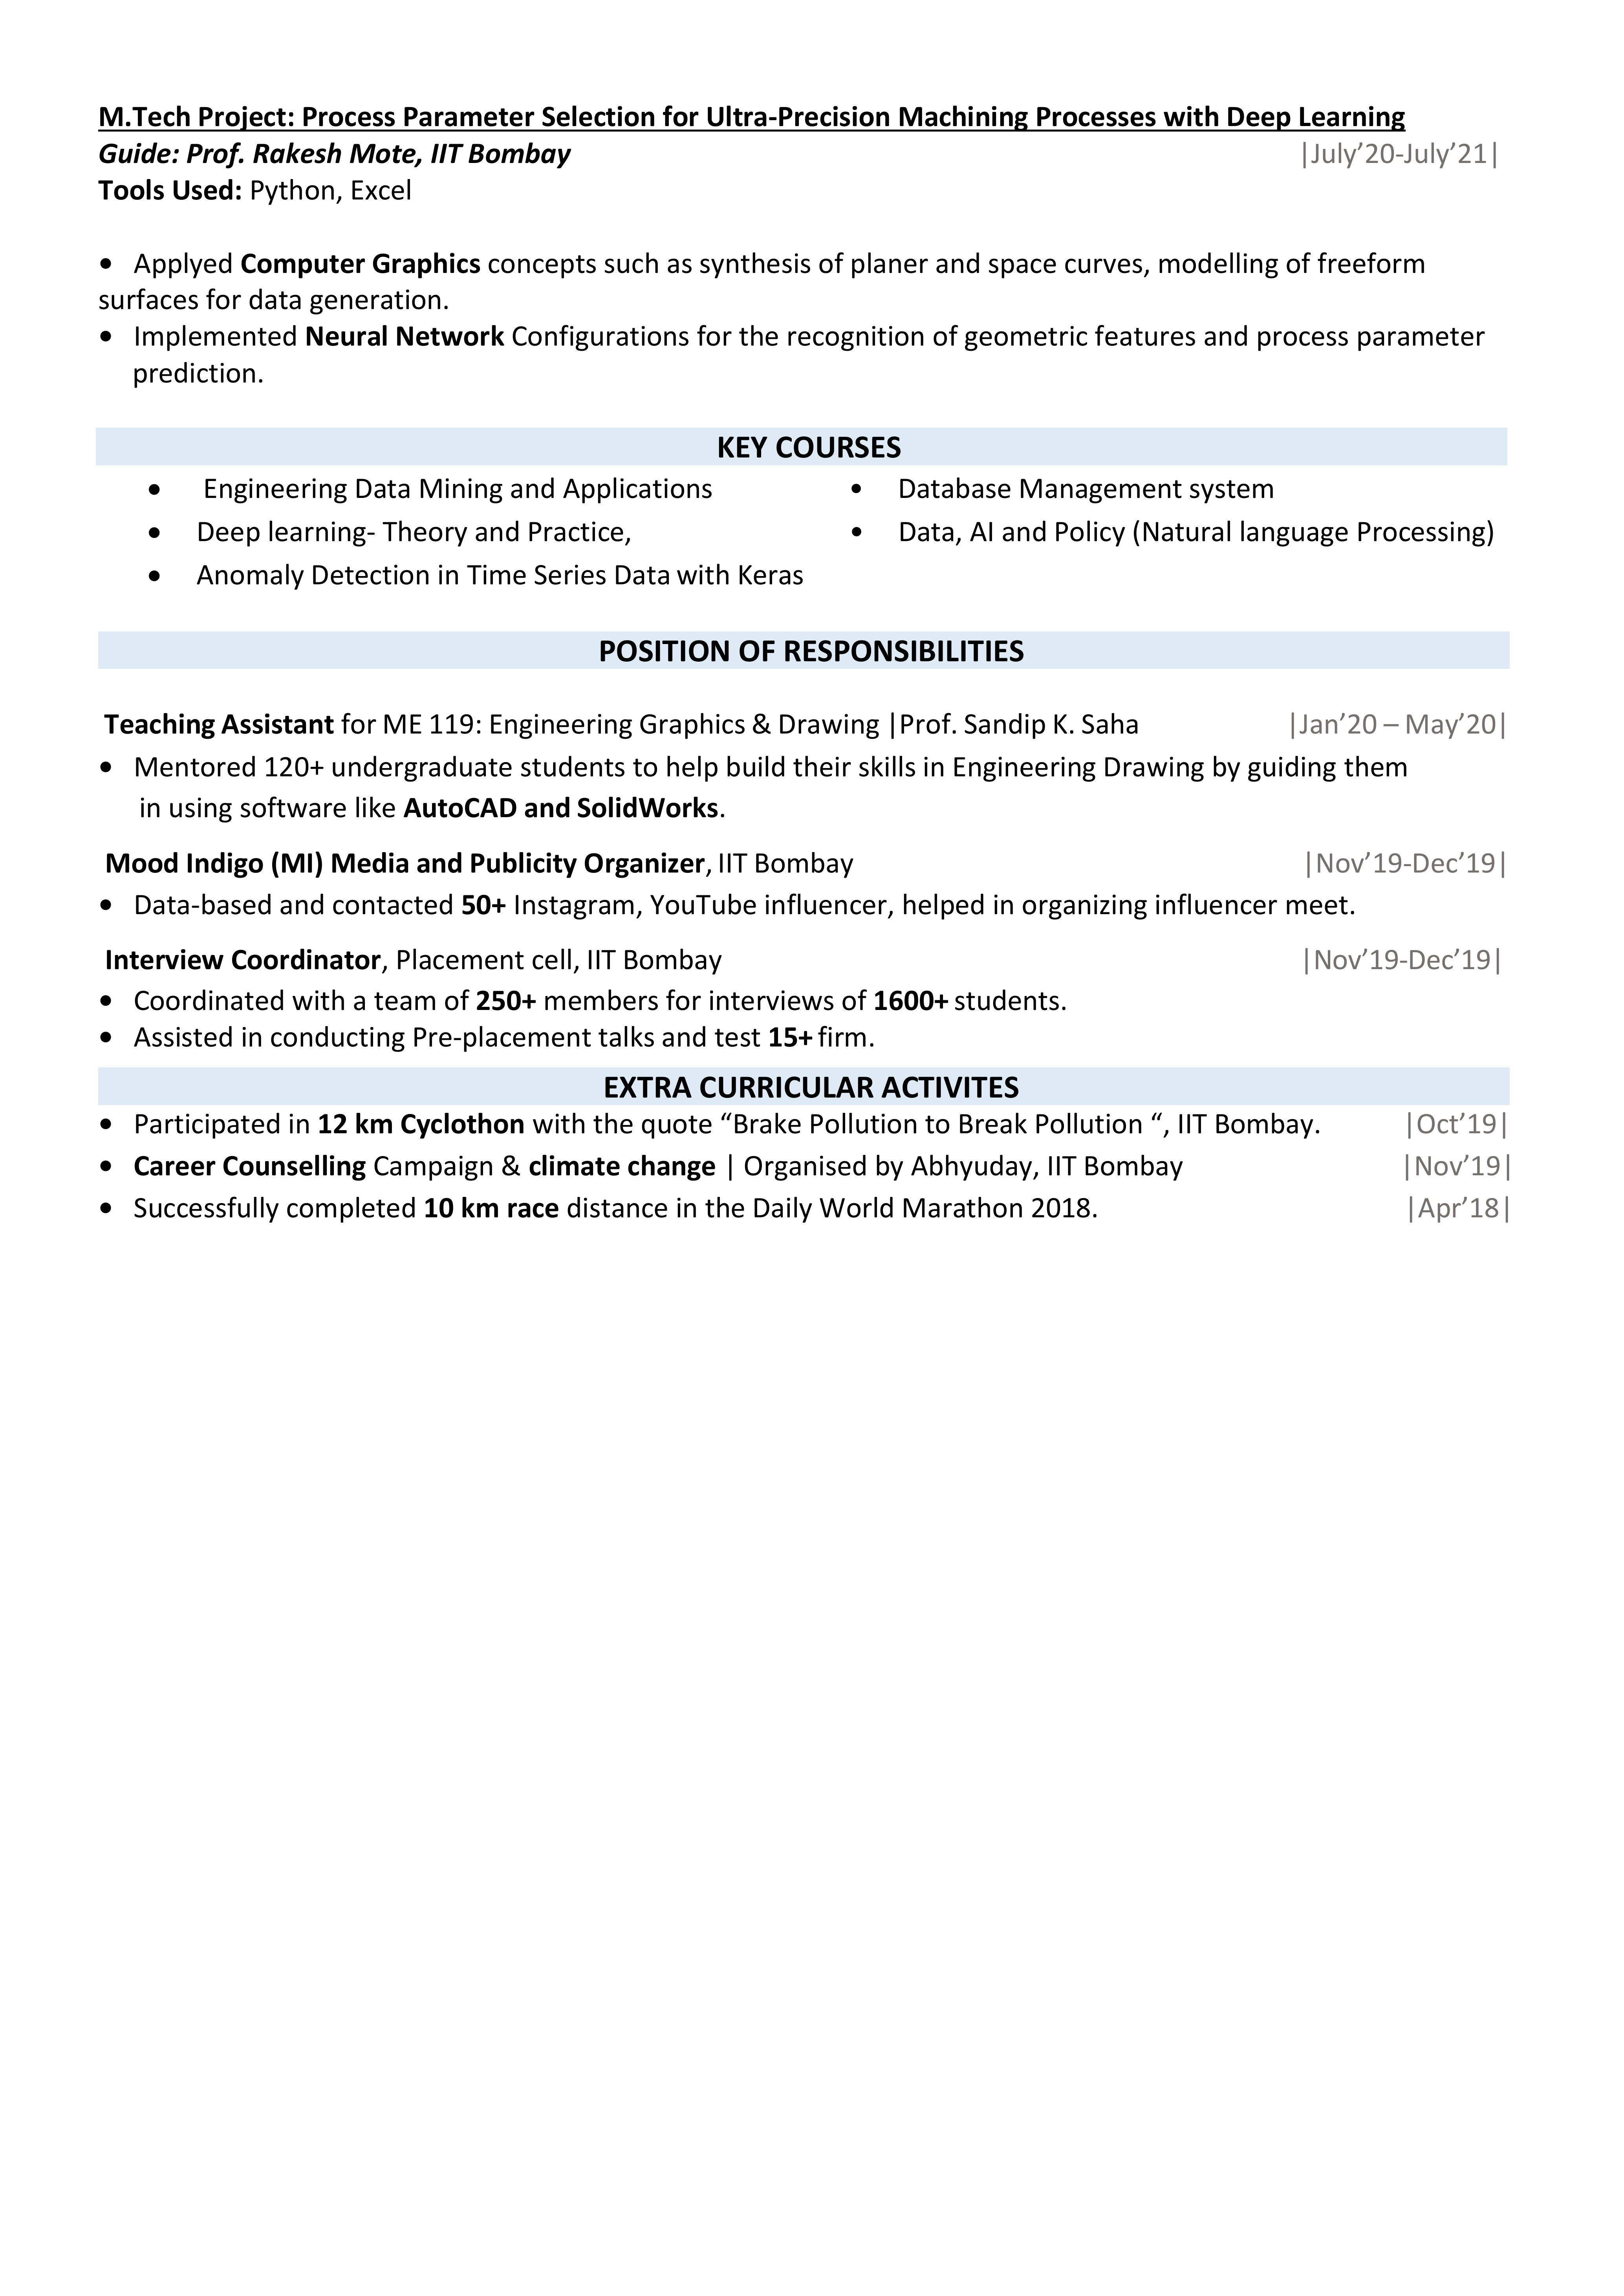 M.Tech Project: Process Parameter Selection for Ultra-Precision Machining Processes with Deep Learning
Guide: Prof. Rakesh Mote, IIT Bombay |July’20-July’21|
Tools Used: Python, Excel
• Applyed Computer Graphics concepts such as synthesis of planer and space curves, modelling of freeform
surfaces for data generation.
• Implemented Neural Network Configurations for the recognition of geometric features and process parameter
prediction.
KEY COURSES
• Engineering Data Mining and Applications • Database Management system
• Deep learning- Theory and Practice, • Data, AI and Policy (Natural language Processing)
• Anomaly Detection in Time Series Data with Keras
POSITION OF RESPONSIBILITIES
Teaching Assistant for ME 119: Engineering Graphics & Drawing |Prof. Sandip K. Saha |Jan’20 – May’20|
• Mentored 120+ undergraduate students to help build their skills in Engineering Drawing by guiding them
in using software like AutoCAD and SolidWorks.
Mood Indigo (MI) Media and Publicity Organizer, IIT Bombay |Nov’19-Dec’19|
• Data-based and contacted 50+ Instagram, YouTube influencer, helped in organizing influencer meet.
Interview Coordinator, Placement cell, IIT Bombay |Nov’19-Dec’19|
• Coordinated with a team of 250+ members for interviews of 1600+ students.
• Assisted in conducting Pre-placement talks and test 15+ firm.
EXTRA CURRICULAR ACTIVITES
• Participated in 12 km Cyclothon with the quote “Brake Pollution to Break Pollution “, IIT Bombay. |Oct’19|
• Career Counselling Campaign & climate change | Organised by Abhyuday, IIT Bombay |Nov’19|
• Successfully completed 10 km race distance in the Daily World Marathon 2018. |Apr’18|